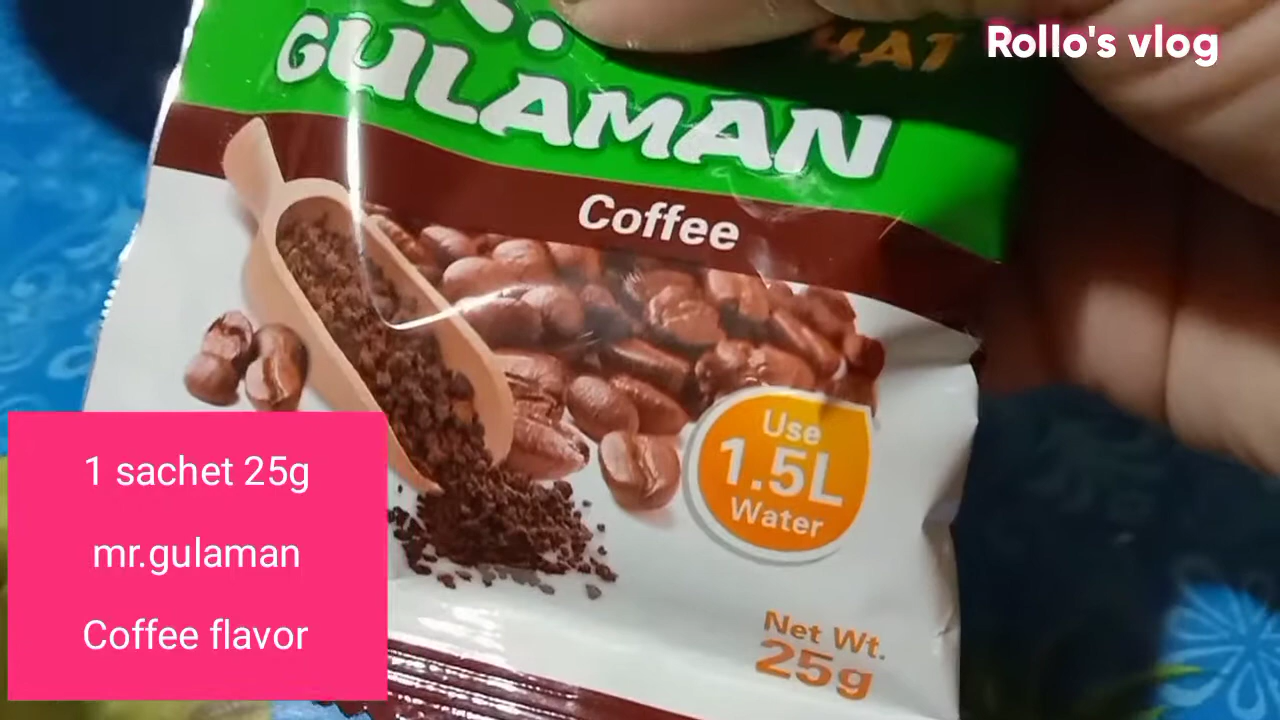 Rollo's vlog
GULAMAN
Coffee
Use
1.5L
Water
Net Wt.
25g
1 sachet 25g
mr.gulaman
Coffee flavor